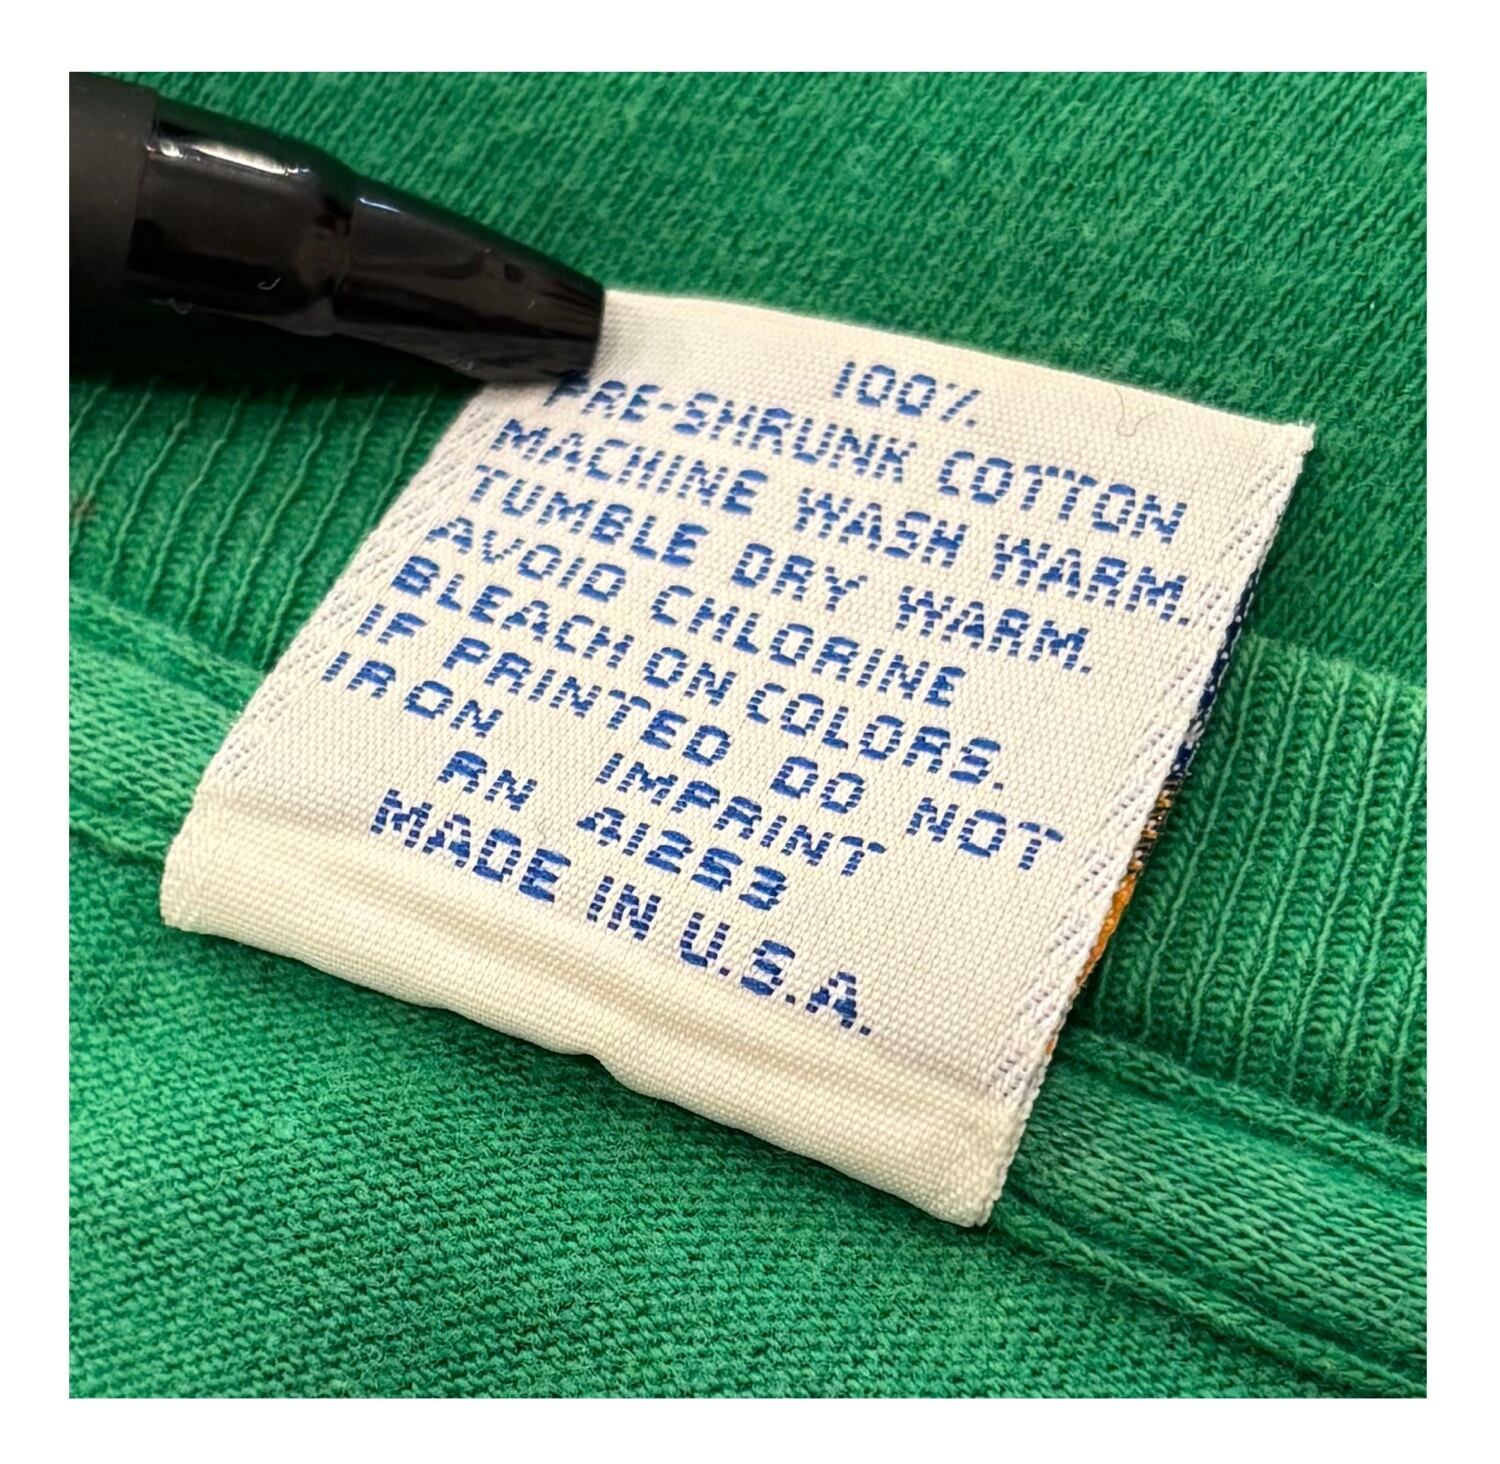 100%
PRE-SHRUNK COTTON
MACHINE WASH WARM.
TUMBLE DRY WARM.
AVOID CHLORINE
BLEACH ON COLORS.
IF PRINTED DO NOT
IRON IMPRINT
RN 41253
MADE IN U.S.A.